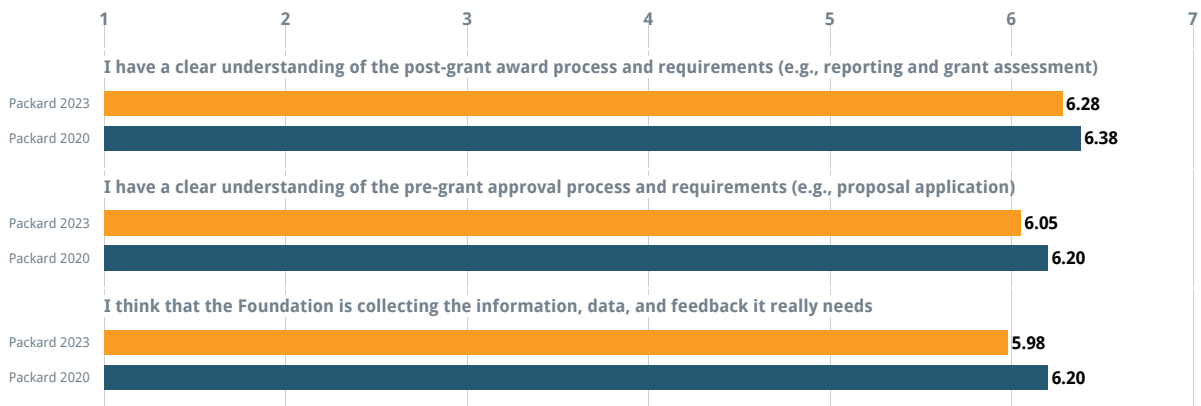 1 2 3 4 5 6 7
I have a clear understanding of the post-grant award process and requirements (e.g., reporting and grant assessment)
Packard 2023 6.28
Packard 2020 6.38
I have a clear understanding of the pre-grant approval process and requirements (e.g., proposal application)
Packard 2023 6.05
Packard 2020 6.20
I think that the Foundation is collecting the information, data, and feedback it really needs
Packard 2023 5.98
Packard 2020 6.20